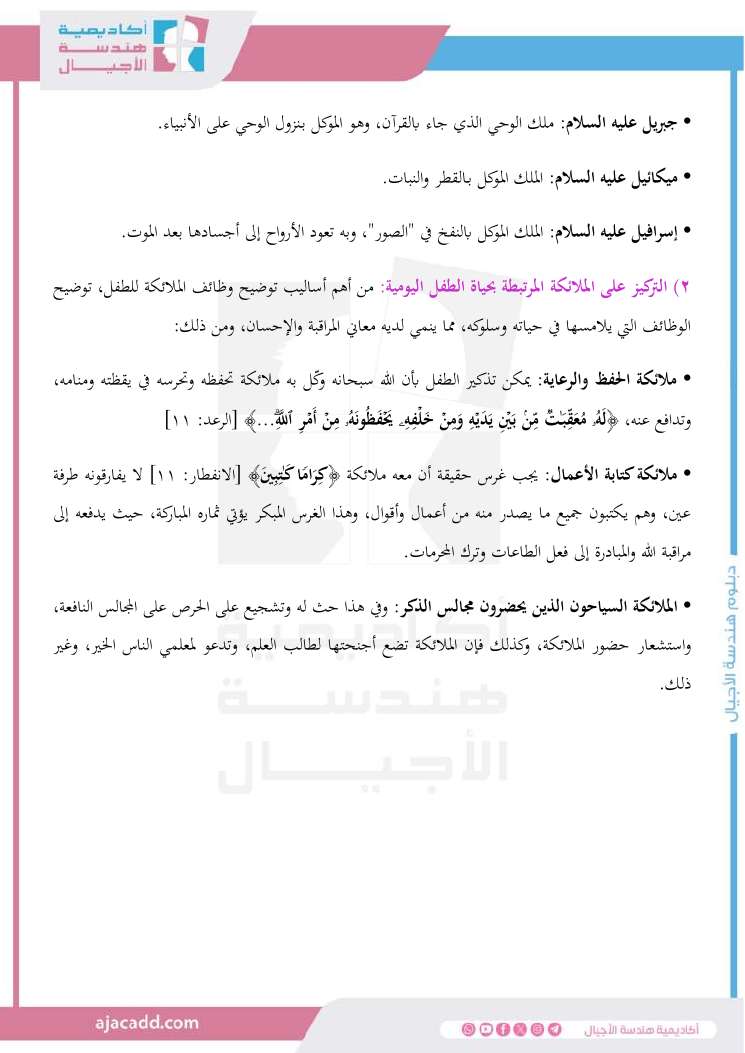 أكاديمية
هندسة
الأجيال
• جبريل عليه السلام: ملك الوحي الذي جاء بالقرآن، وهو الموكل بنزول الوحي على الأنبياء.
• ميكائيل عليه السلام: الملك الموكل بالقطر والنبات.
• إسرافيل عليه السلام: الملك الموكل بالنفخ في "الصور"، وبه تعود الأرواح إلى أجسادها بعد الموت.
٢) التركيز على الملائكة المرتبطة بحياة الطفل اليومية: من أهم أساليب توضيح وظائف الملائكة للطفل، توضيح
الوظائف التي يلامسها في حياته وسلوكه، مما ينمي لديه معاني المراقبة والإحسان، ومن ذلك:
• ملائكة الحفظ والرعاية: يمكن تذكير الطفل بأن الله سبحانه وكّل به ملائكة تحفظه وتحرسه في يقظته ومنامه،
وتدافع عنه، ﴿لَهُۥ مُعَقِّبَٰتٞ مِّنۢ بَيۡنِ يَدَيۡهِ وَمِنۡ خَلۡفِهِۦ يَحۡفَظُونَهُۥ مِنۡ أَمۡرِ ٱللَّهِۗ...﴾ [الرعد: ١١]
• ملائكة كتابة الأعمال: يجب غرس حقيقة أن معه ملائكة ﴿كِرَامٗا كَٰتِبِينَ﴾ [الانفطار: ١١] لا يفارقونه طرفة
عين، وهم يكتبون جميع ما يصدر منه من أعمال وأقوال، وهذا الغرس المبكر يؤتي ثماره المباركة، حيث يدفعه إلى
مراقبة الله والمبادرة إلى فعل الطاعات وترك المحرمات.
• الملائكة السياحون الذين يحضرون مجالس الذكر: وفي هذا حث له وتشجيع على الحرص على المجالس النافعة،
واستشعار حضور الملائكة، وكذلك فإن الملائكة تضع أجنحتها لطالب العلم، وتدعو لمعلمي الناس الخير، وغير
ذلك.
أكاديمية
هندسة
الأجيال
دبلوم هندسة الأجيال
أكاديمية هندسة الأجيال
ajacadd.com